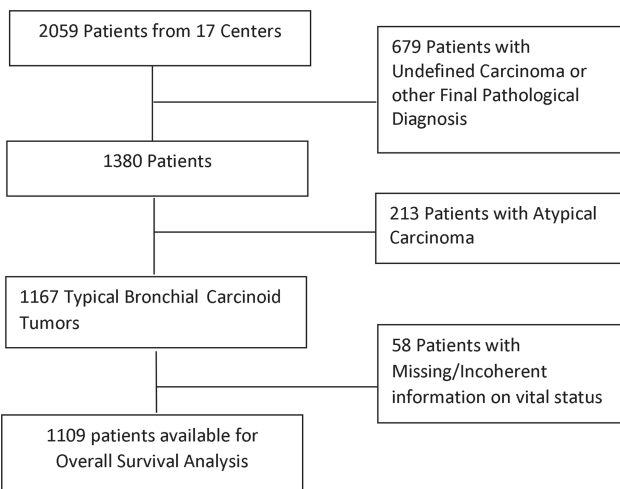 2059 Patients from 17 Centers
679 Patients with
Undefined Carcinoma or
other Final Pathological
Diagnosis
1380 Patients
213 Patients with Atypical
Carcinoma
1167 Typical Bronchial Carcinoid
Tumors
58 Patients with
Missing/Incoherent
information on vital status
1109 patients available for
Overall Survival Analysis